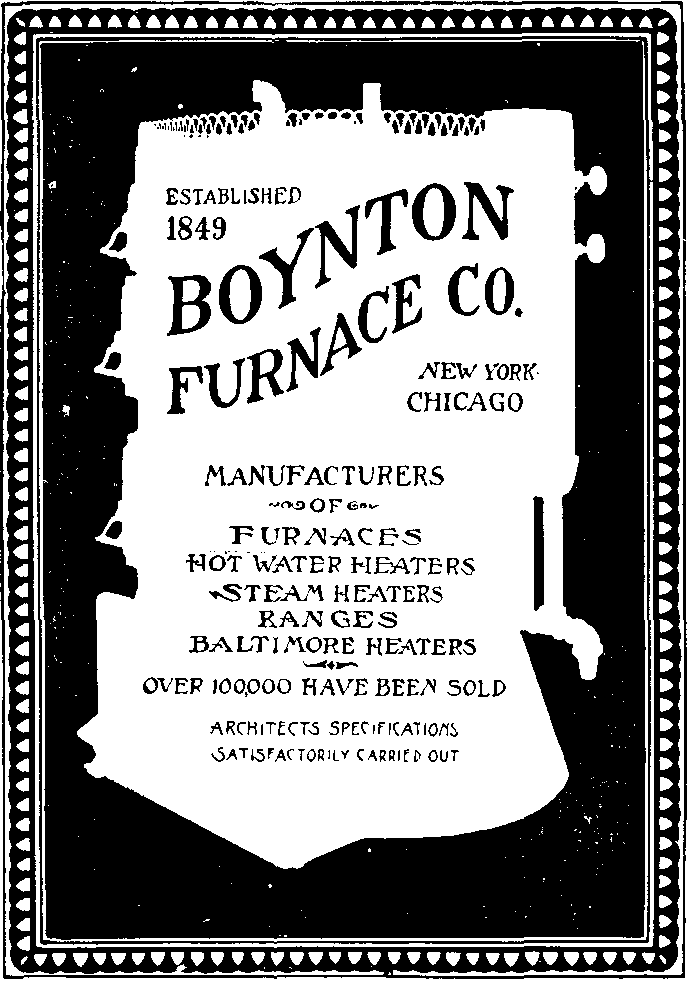 ESTABLISHED
1849
BOYNTON
FURNACE CO.
NEW YORK
CHICAGO
MANUFACTURERS
OF
FURNACES
HOT WATER HEATERS
STEAM HEATERS
RANGES
BALTIMORE HEATERS
OVER 100,000 HAVE BEEN SOLD
ARCHITECTS SPECIFICATIONS
SATISFACTORILY CARRIED OUT